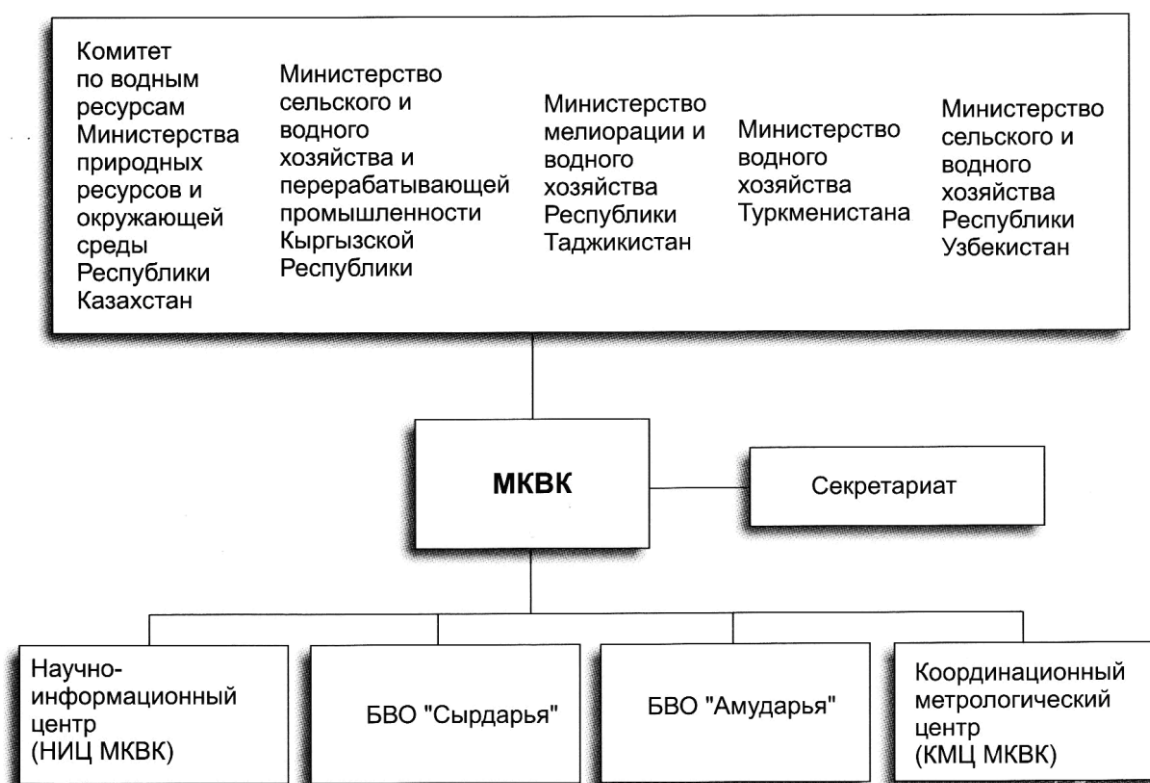 Комитет
по водным
ресурсам
Министерства
природных
ресурсов и
окружающей
среды
Республики
Казахстан
Министерство
сельского и
водного
хозяйства и
перерабатывающей
промышленности
Кыргызской
Республики
Министерство
мелиорации и
водного
хозяйства
Республики
Таджикистан
Министерство
водного
хозяйства
Туркменистана
Министерство
сельского и
водного
хозяйства
Республики
Узбекистан
МКВК
Секретариат
Научно-
информационный
центр
(НИЦ МКВК)
БВО "Сырдарья"
БВО "Амударья"
Координационный
метрологический
центр
(КМЦ МКВК)